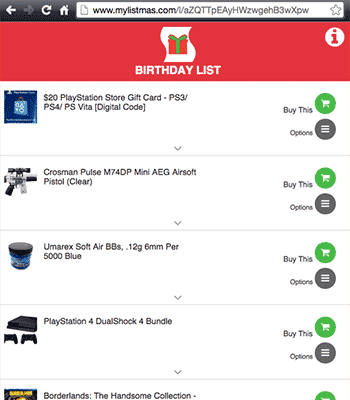 www.mylistmas.com/l/aZQTTpEAyHWzwgehB3wXpw
i
BIRTHDAY LIST
$20 PlayStation Store Gift Card - PS3/
PS4/ PS Vita [Digital Code]
Buy This
Options
Crosman Pulse M74DP Mini AEG Airsoft
Pistol (Clear)
Buy This
Options
Umarex Soft Air BBs, .12g 6mm Per
5000 Blue
Buy This
Options
PlayStation 4 DualShock 4 Bundle
Buy This
Options
Borderlands: The Handsome Collection -